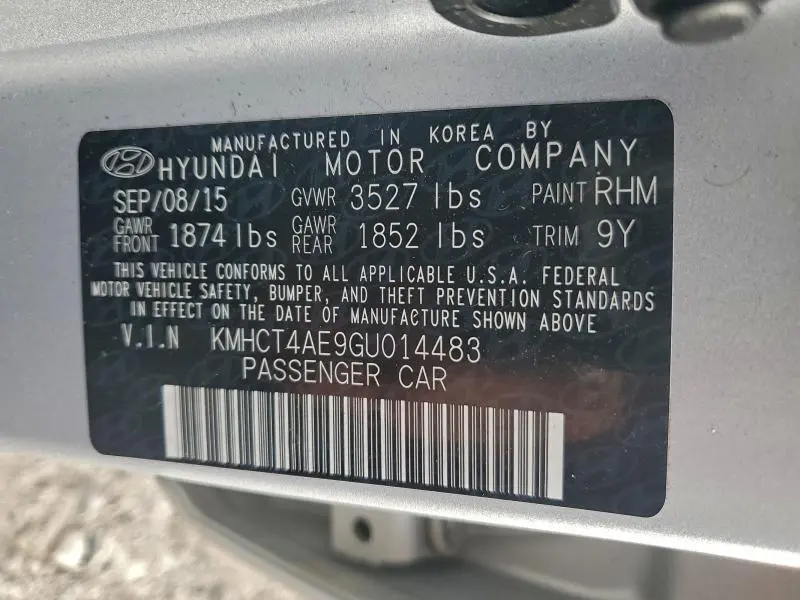 MANUFACTURED IN KOREA BY
HYUNDAI MOTOR COMPANY
SEP/08/15 GVWR 3527 lbs PAINT RHM
GAWR FRONT 1874 lbs GAWR REAR 1852 lbs TRIM 9Y
THIS VEHICLE CONFORMS TO ALL APPLICABLE U.S.A. FEDERAL
MOTOR VEHICLE SAFETY, BUMPER, AND THEFT PREVENTION STANDARDS
IN EFFECT ON THE DATE OF MANUFACTURE SHOWN ABOVE
V.I.N KMHCT4AE9GU014483
PASSENGER CAR